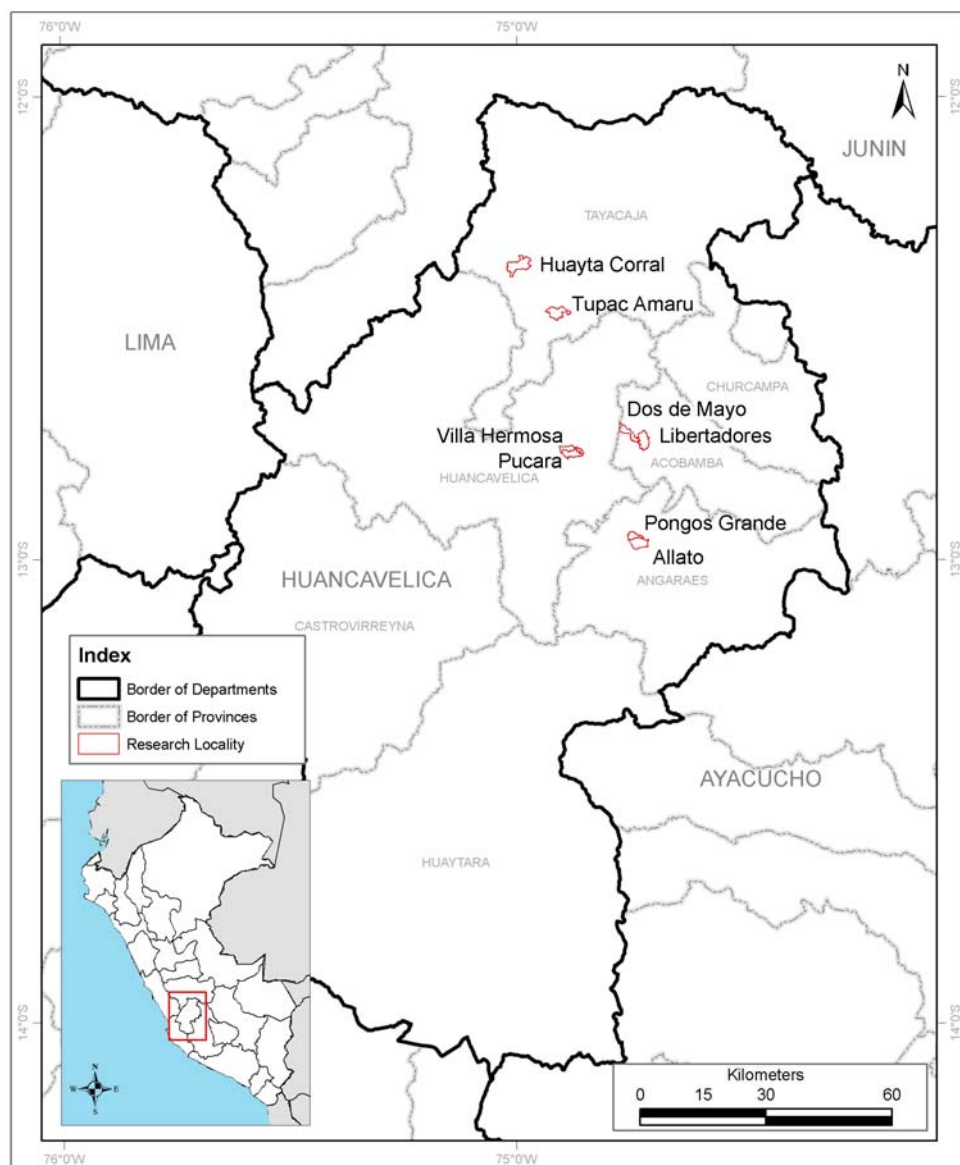 76°0'W
75°0'W
12°0'S
12°0'S
N
JUNIN
TAYACAJA
Huayta Corral
Tupac Amaru
LIMA
CHURCAMPA
Dos de Mayo
Villa Hermosa
Libertadores
Pucara
ACOBAMBA
HUANCAVELICA
Pongos Grande
13°0'S
13°0'S
Allato
HUANCAVELICA
ANGARAES
CASTROVIRREYNA
Index
Border of Departments
Border of Provinces
Research Locality
AYACUCHO
HUAYTARA
14°0'S
14°0'S
Kilometers
0 15 30 60
N
W E
S
76°0'W
75°0'W